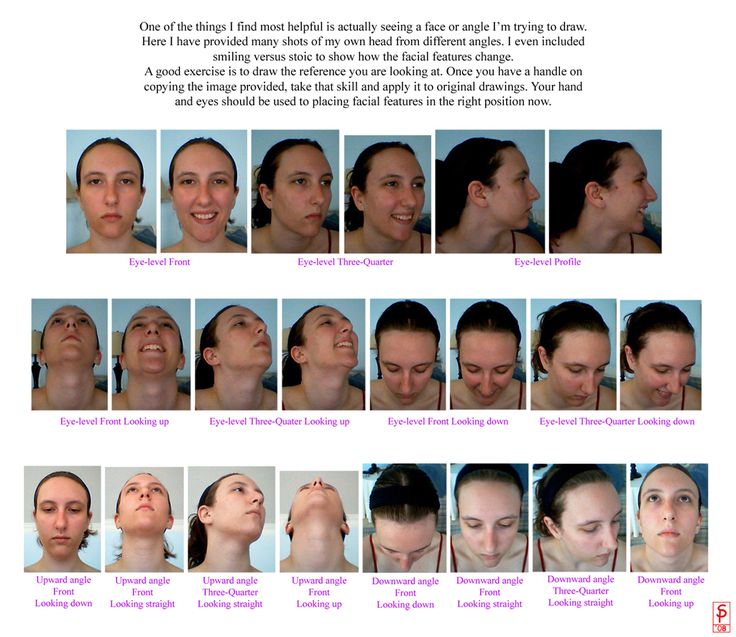 One of the things I find most helpful is actually seeing a face or angle I'm trying to draw.
Here I have provided many shots of my own head from different angles. I even included
smiling versus stoic to show how the facial features change.
A good exercise is to draw the reference you are looking at. Once you have a handle on
copying the image provided, take that skill and apply it to original drawings. Your hand
and eyes should be used to placing facial features in the right position now.
Eye-level Front
Eye-level Three-Quarter
Eye-level Profile
Eye-level Front Looking up
Eye-level Three-Quater Looking up
Eye-level Front Looking down
Eye-level Three-Quarter Looking down
Upward angle
Front
Looking down
Upward angle
Front
Looking straight
Upward angle
Three-Quarter
Looking straight
Upward angle
Front
Looking up
Downward angle
Front
Looking down
Downward angle
Front
Looking straight
Downward angle
Three-Quarter
Looking straight
Downward angle
Front
Looking up
'08